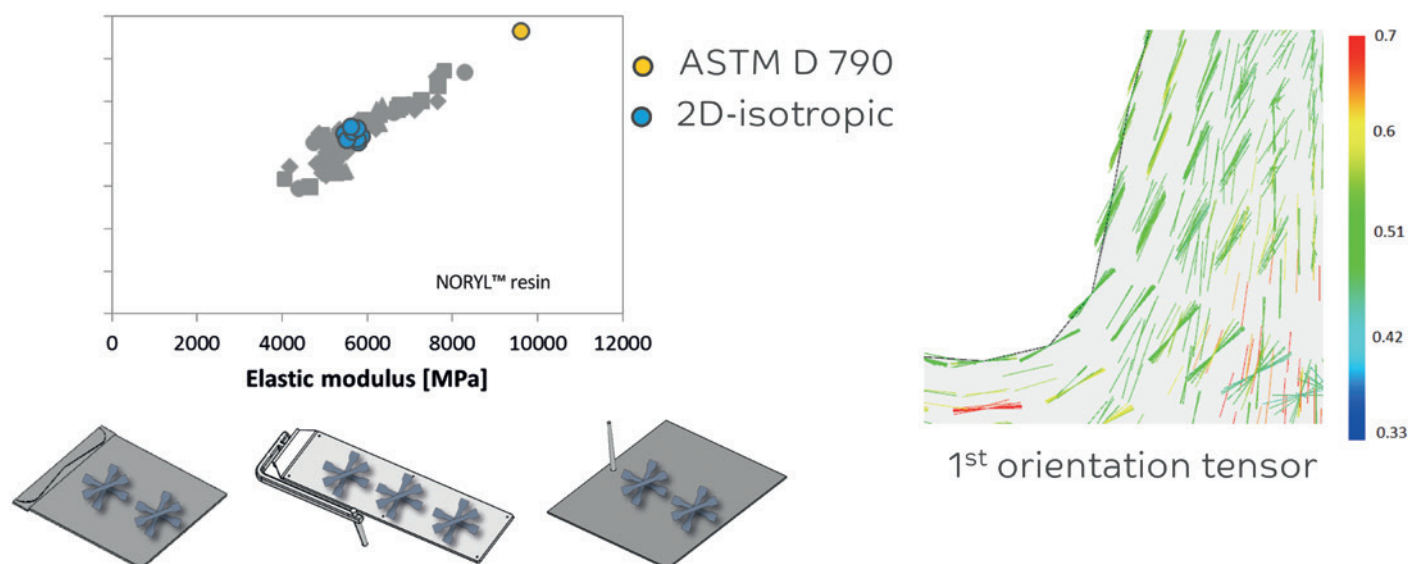 ASTM D 790
2D-isotropic
NORYL™ resin
0 2000 4000 6000 8000 10000 12000
Elastic modulus [MPa]
0.7
0.6
0.51
0.42
0.33
1st orientation tensor